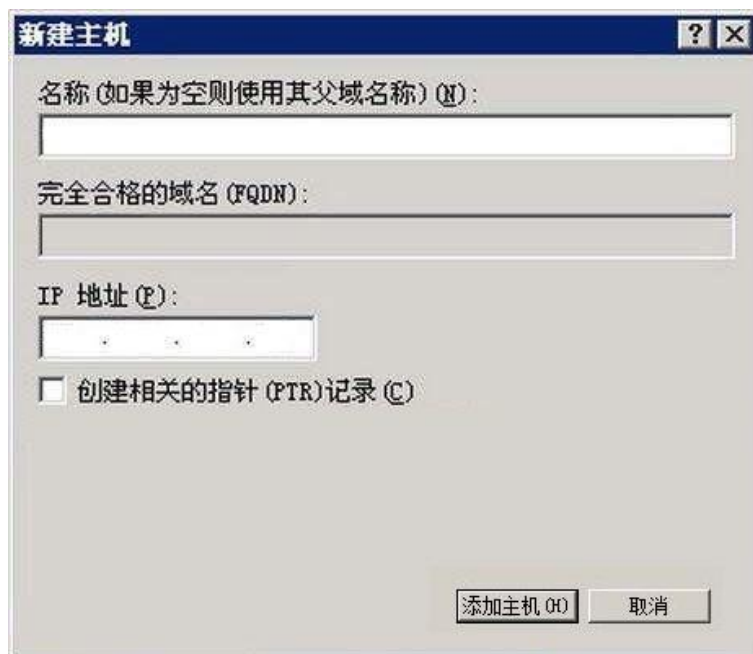 新建主机
名称(如果为空则使用其父域名称)(N):
完全合格的域名(FQDN):
IP 地址(P):
创建相关的指针(PTR)记录(C)
添加主机(H) 取消